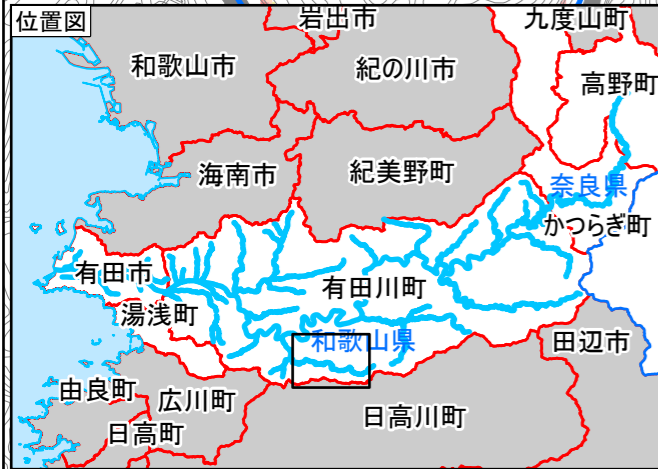 位置図
岩出市
九度山町
和歌山市
紀の川市
高野町
海南市
紀美野町
奈良県
かつらぎ町
有田市
有田川町
湯浅町
和歌山県
田辺市
由良町
広川町
日高川町
日高町